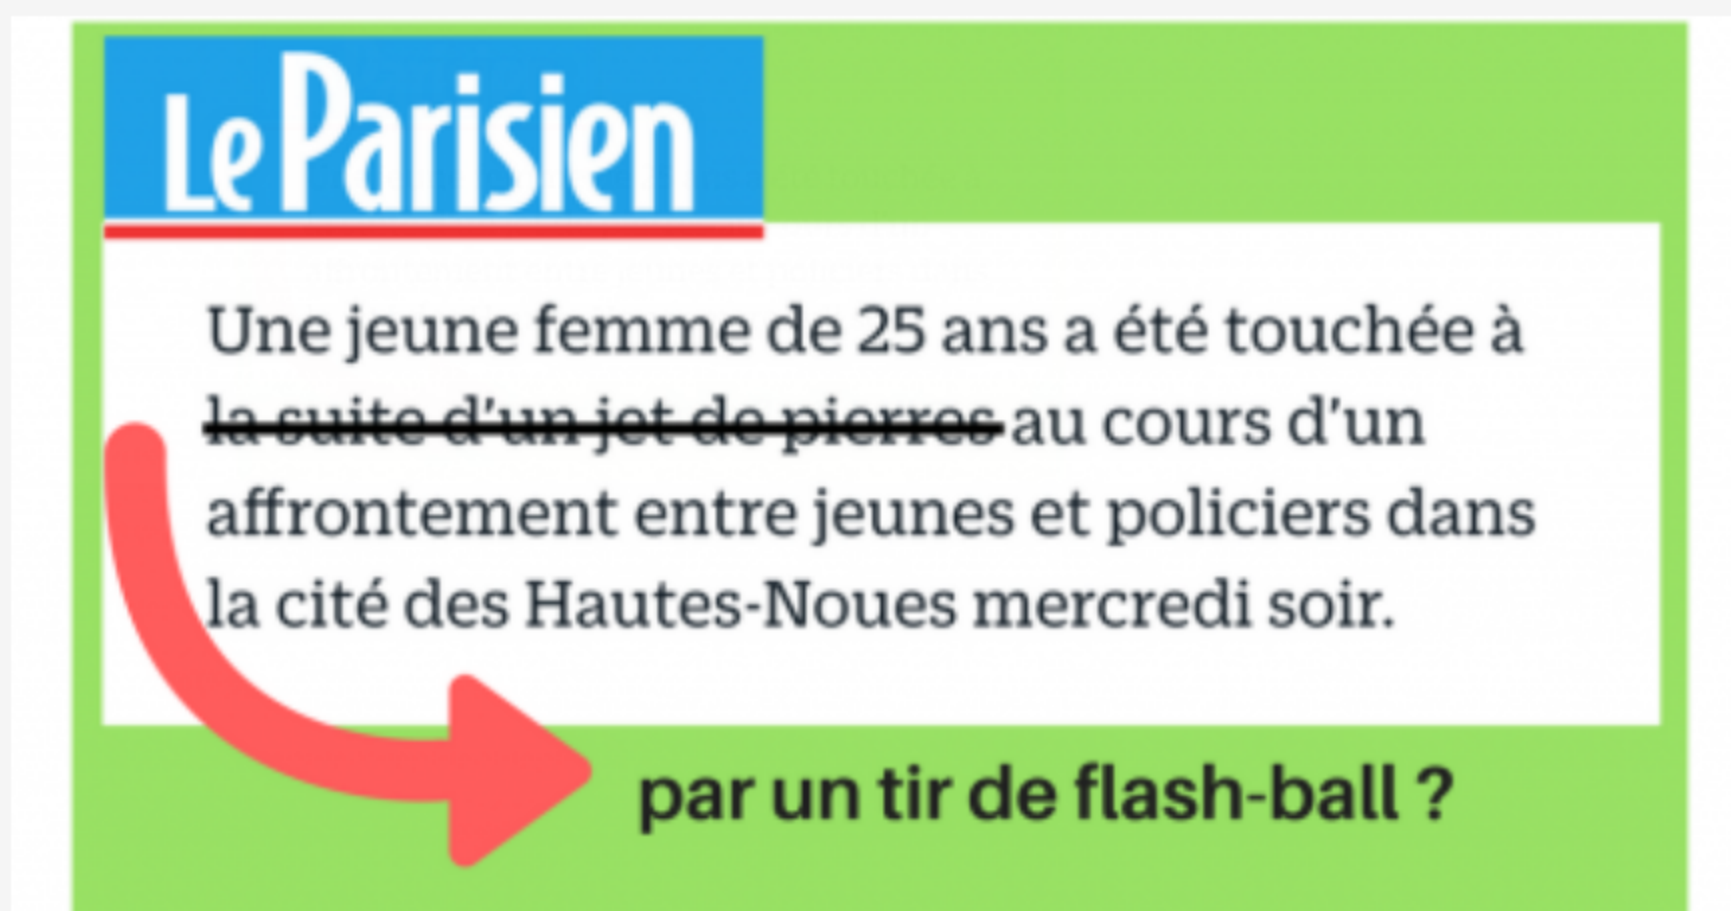 Le Parisien
Une jeune femme de 25 ans a été touchée à
la suite d'un jet de pierres au cours d'un
affrontement entre jeunes et policiers dans
la cité des Hautes-Noues mercredi soir.
par un tir de flash-ball ?